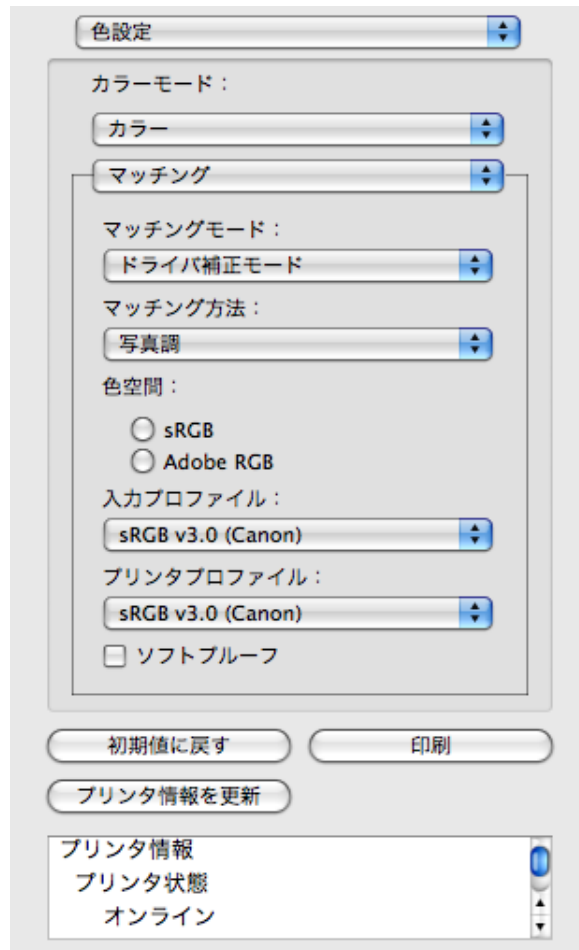 色設定
カラーモード：
カラー
マッチング
マッチングモード：
ドライバ補正モード
マッチング方法：
写真調
色空間：
sRGB
Adobe RGB
入力プロファイル：
sRGB v3.0 (Canon)
プリンタプロファイル：
sRGB v3.0 (Canon)
ソフトプルーフ
初期値に戻す 印刷
プリンタ情報を更新
プリンタ情報
プリンタ状態
オンライン